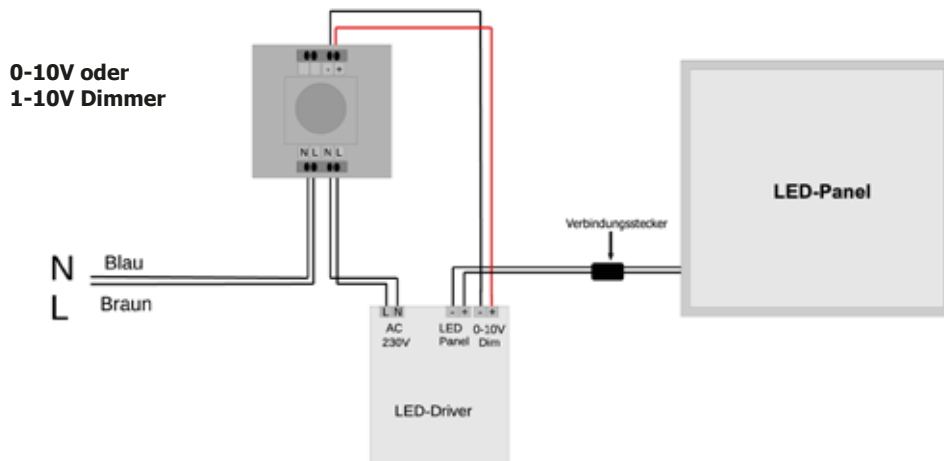 0-10V oder
1-10V Dimmer
- +
N L N L
LED-Panel
Verbindungsstecker
N Blau
L Braun
L N
- +
- +
AC
230V
LED
Panel
0-10V
Dim
LED-Driver